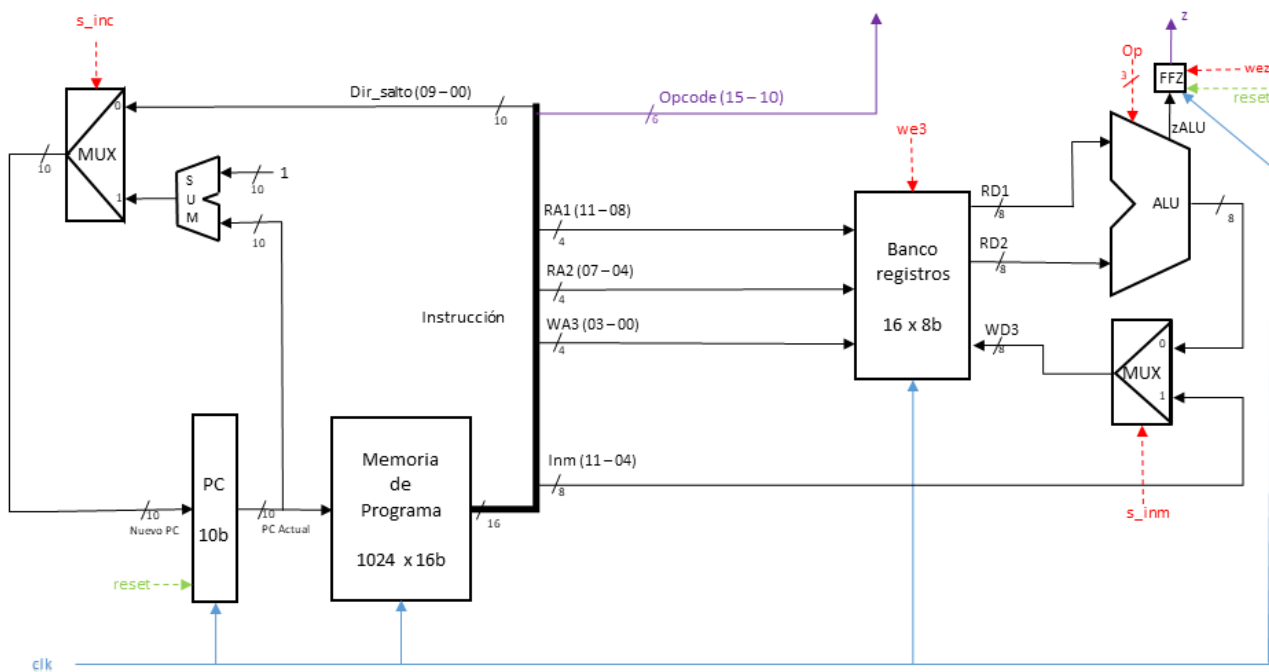 s_inc
z
Op
3
FFZ
wez
reset
Dir_salto (09 – 00)
10
Opcode (15 – 10)
6
zALU
0
MUX
10
1
we3
S
U
M
1
10
10
RD1
8
ALU
8
RA1 (11 – 08)
4
Banco
registros
16 x 8b
RD2
8
RA2 (07 – 04)
4
Instrucción
WA3 (03 – 00)
4
WD3
8
0
MUX
1
PC
10b
Memoria
de
Programa
1024 x 16b
Inm (11 – 04)
8
10
Nuevo PC
10
PC Actual
16
s_inm
reset
clk